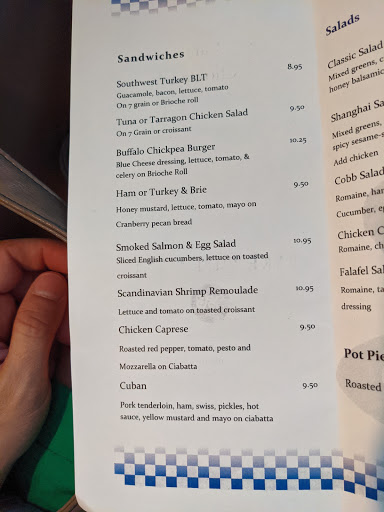 Sandwiches
Southwest Turkey BLT 8.95
Guacamole, bacon, lettuce, tomato
On 7 grain or Brioche roll
Tuna or Tarragon Chicken Salad 9.50
On 7 Grain or croissant
Buffalo Chickpea Burger 10.25
Blue Cheese dressing, lettuce, tomato, &
celery on Brioche Roll
Ham or Turkey & Brie 9.50
Honey mustard, lettuce, tomato, mayo on
Cranberry pecan bread
Smoked Salmon & Egg Salad 10.95
Sliced English cucumbers, lettuce on toasted
croissant
Scandinavian Shrimp Remoulade 10.95
Lettuce and tomato on toasted croissant
Chicken Caprese 9.50
Roasted red pepper, tomato, pesto and
Mozzarella on Ciabatta
Cuban 9.50
Pork tenderloin, ham, swiss, pickles, hot
sauce, yellow mustard and mayo on ciabatta
Salads
Classic Salad
Mixed greens,
honey balsamic
Shanghai
Mixed greens,
spicy
Add chicken
Cobb Salad
Romaine,
Cucumber,
Chicken
Romaine,
Falafel
Romaine,
dressing
Pot
Roasted